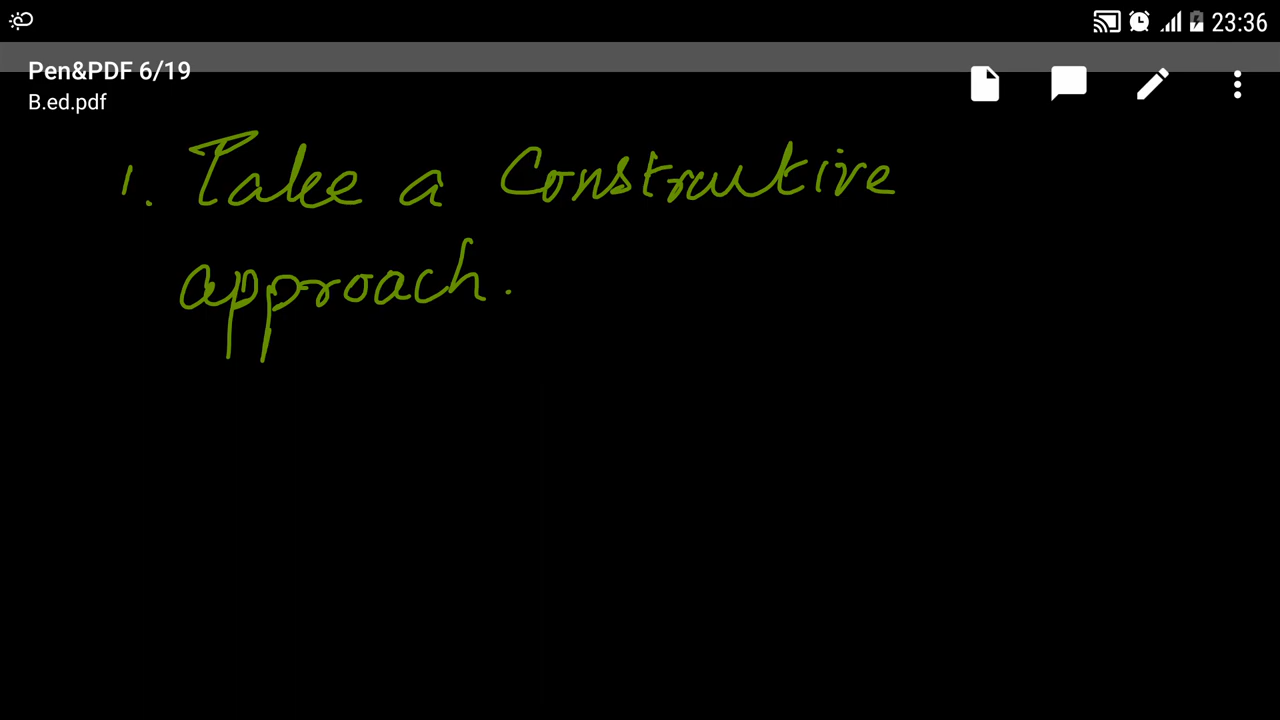 23:36
Pen&PDF 6/19
B.ed.pdf
1. Take a Constructive
approach.